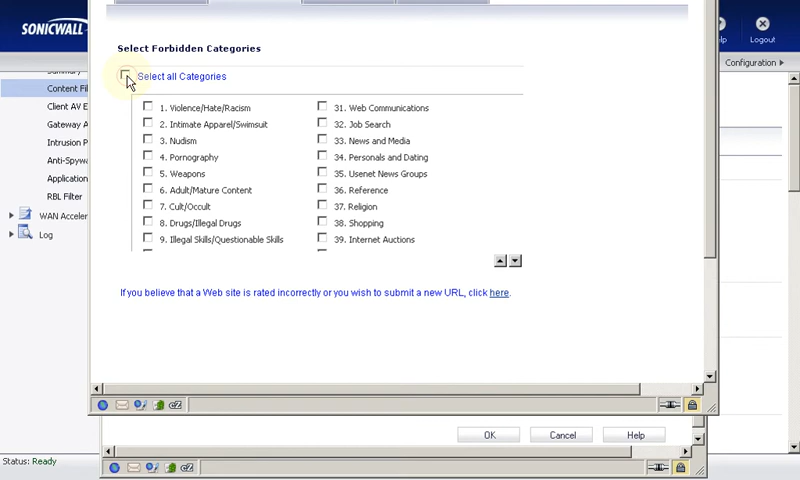 SONICWALL
Help
Logout
Configuration
Summary
Content Fil
Client AV E
Gateway A
Intrusion P
Anti-Spyw
Application
RBL Filter
WAN Acceler
Log
Select Forbidden Categories
Select all Categories
1. Violence/Hate/Racism
2. Intimate Apparel/Swimsuit
3. Nudism
4. Pornography
5. Weapons
6. Adult/Mature Content
7. Cult/Occult
8. Drugs/Illegal Drugs
9. Illegal Skills/Questionable Skills
31. Web Communications
32. Job Search
33. News and Media
34. Personals and Dating
35. Usenet News Groups
36. Reference
37. Religion
38. Shopping
39. Internet Auctions
If you believe that a Web site is rated incorrectly or you wish to submit a new URL, click here.
OK
Cancel
Help
Status: Ready